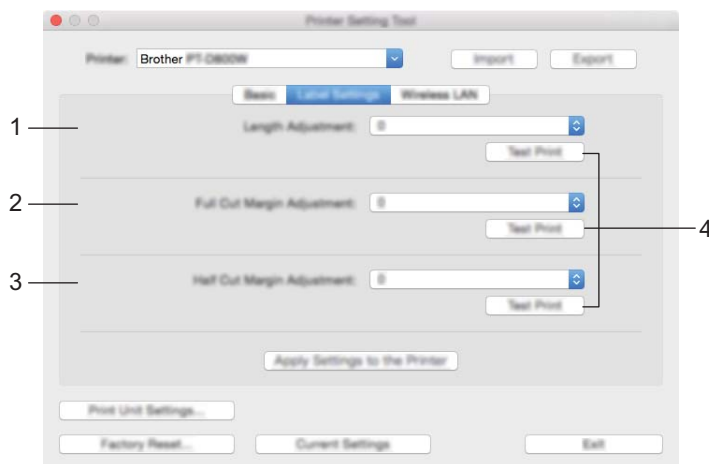 Printer Setting Tool
Printer: Brother PT-D800W Import Export
Basic Label Settings Wireless LAN
1 Length Adjustment: 0
Test Print
2 Full Cut Margin Adjustment: 0
Test Print 4
3 Half Cut Margin Adjustment: 0
Test Print
Apply Settings to the Printer
Print Unit Settings...
Factory Reset... Current Settings Exit